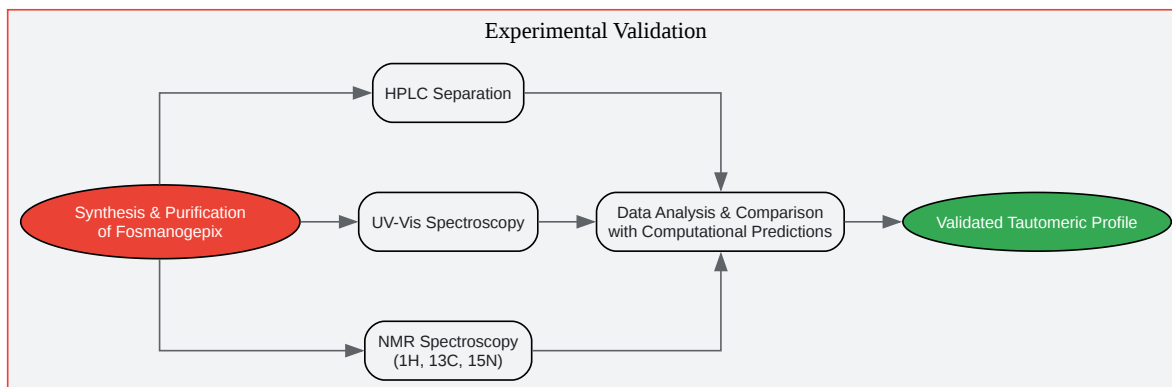 Experimental Validation
HPLC Separation
Synthesis & Purification
of Fosmanogepix
UV-Vis Spectroscopy
Data Analysis & Comparison
with Computational Predictions
Validated Tautomeric Profile
NMR Spectroscopy
(1H, 13C, 15N)